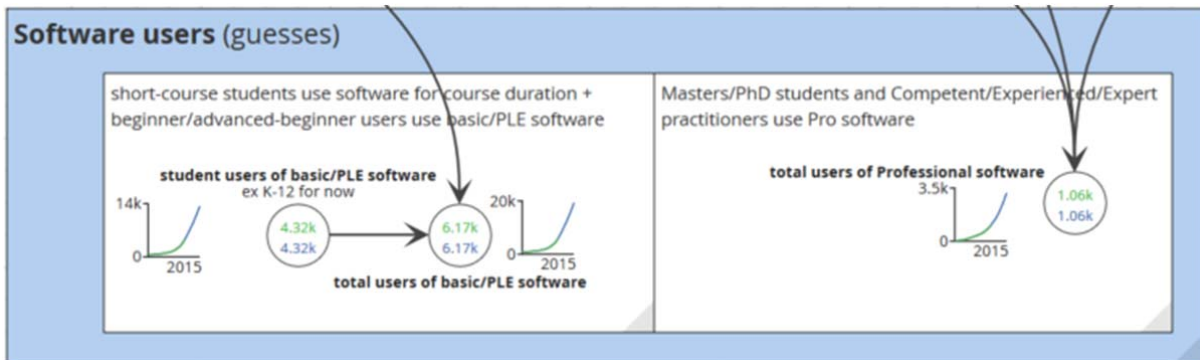 Software users (guesses)
short-course students use software for course duration +
beginner/advanced-beginner users use basic/PLE software
student users of basic/PLE software
ex K-12 for now
14k
0
2015
4.32k
4.32k
6.17k
6.17k
20k
0
2015
total users of basic/PLE software
Masters/PhD students and Competent/Experienced/Expert
practitioners use Pro software
total users of Professional software
3.5k
0
2015
1.06k
1.06k